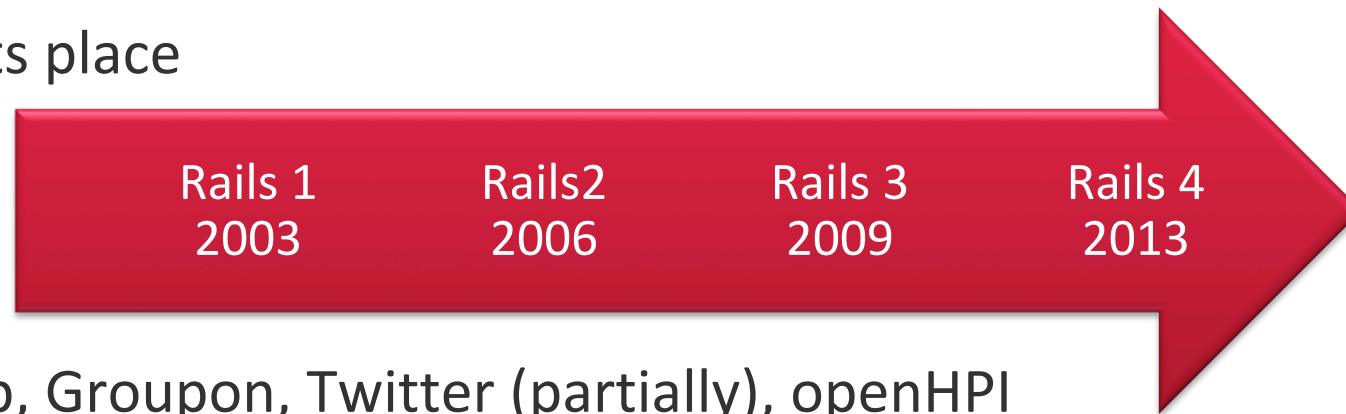 ts place
Rails 1 Rails2 Rails 3 Rails 4
2003 2006 2009 2013
, Groupon, Twitter (partially), openHPI